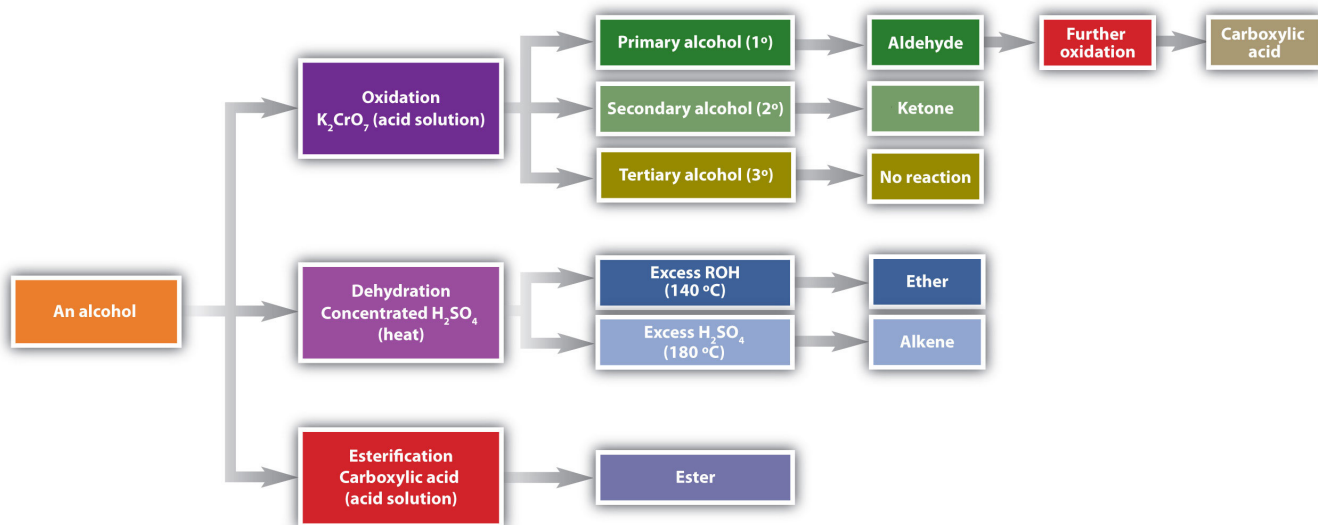 Primary alcohol (1º)
Aldehyde
Further
oxidation
Carboxylic
acid
Oxidation
K₂CrO₇ (acid solution)
Secondary alcohol (2º)
Ketone
Tertiary alcohol (3º)
No reaction
An alcohol
Dehydration
Concentrated H₂SO₄
(heat)
Excess ROH
(140 ºC)
Ether
Excess H₂SO₄
(180 ºC)
Alkene
Esterification
Carboxylic acid
(acid solution)
Ester